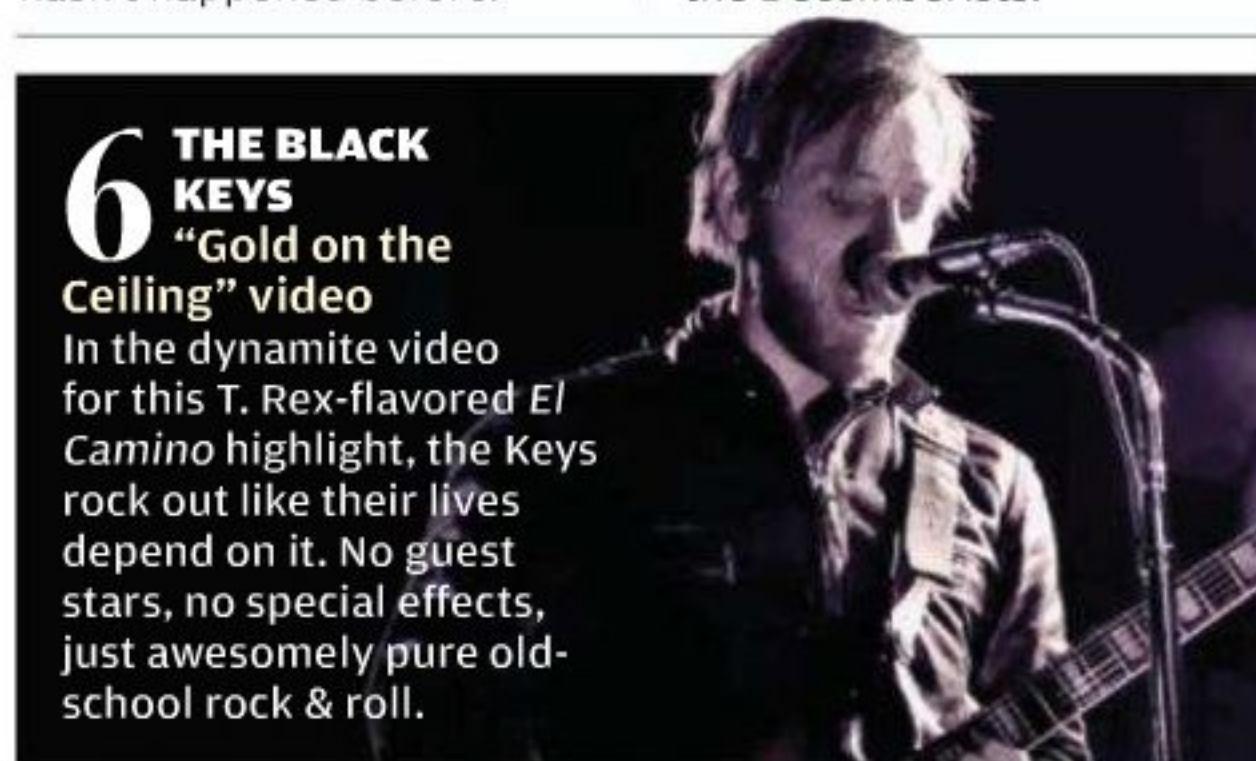 6 THE BLACK
KEYS
“Gold on the
Ceiling” video
In the dynamite video
for this T. Rex-flavored El
Camino highlight, the Keys
rock out like their lives
depend on it. No guest
stars, no special effects,
just awesomely pure old-
school rock & roll.